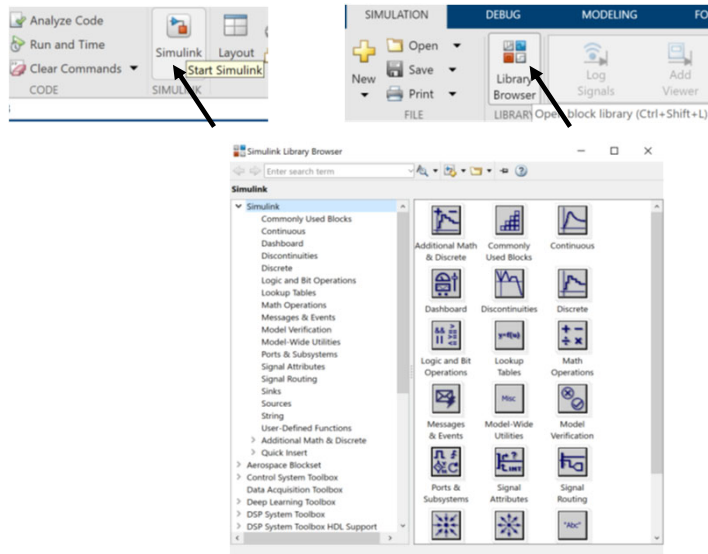 Analyze Code
Run and Time
Clear Commands
CODE
Simulink
Layout
Start Simulink
SIMULINK
SIMULATION
DEBUG
MODELING
FO
New
Open
Save
Print
FILE
Library
Browser
LIBRARY
Log
Signals
Add
Viewer
Open block library (Ctrl+Shift+L)
Simulink Library Browser
Enter search term
Simulink
Simulink
Commonly Used Blocks
Continuous
Dashboard
Discontinuities
Discrete
Logic and Bit Operations
Lookup Tables
Math Operations
Messages & Events
Model Verification
Model-Wide Utilities
Ports & Subsystems
Signal Attributes
Signal Routing
Sinks
Sources
String
User-Defined Functions
Additional Math & Discrete
Quick Insert
Aerospace Blockset
Control System Toolbox
Data Acquisition Toolbox
Deep Learning Toolbox
DSP System Toolbox
DSP System Toolbox HDL Support
Additional Math
& Discrete
Commonly
Used Blocks
Continuous
Dashboard
Discontinuities
Discrete
y=f(u)
Logic and Bit
Operations
Lookup
Tables
Math
Operations
Misc
Messages
& Events
Model-Wide
Utilities
Model
Verification
Ports &
Subsystems
Signal
Attributes
Signal
Routing
"Abc"